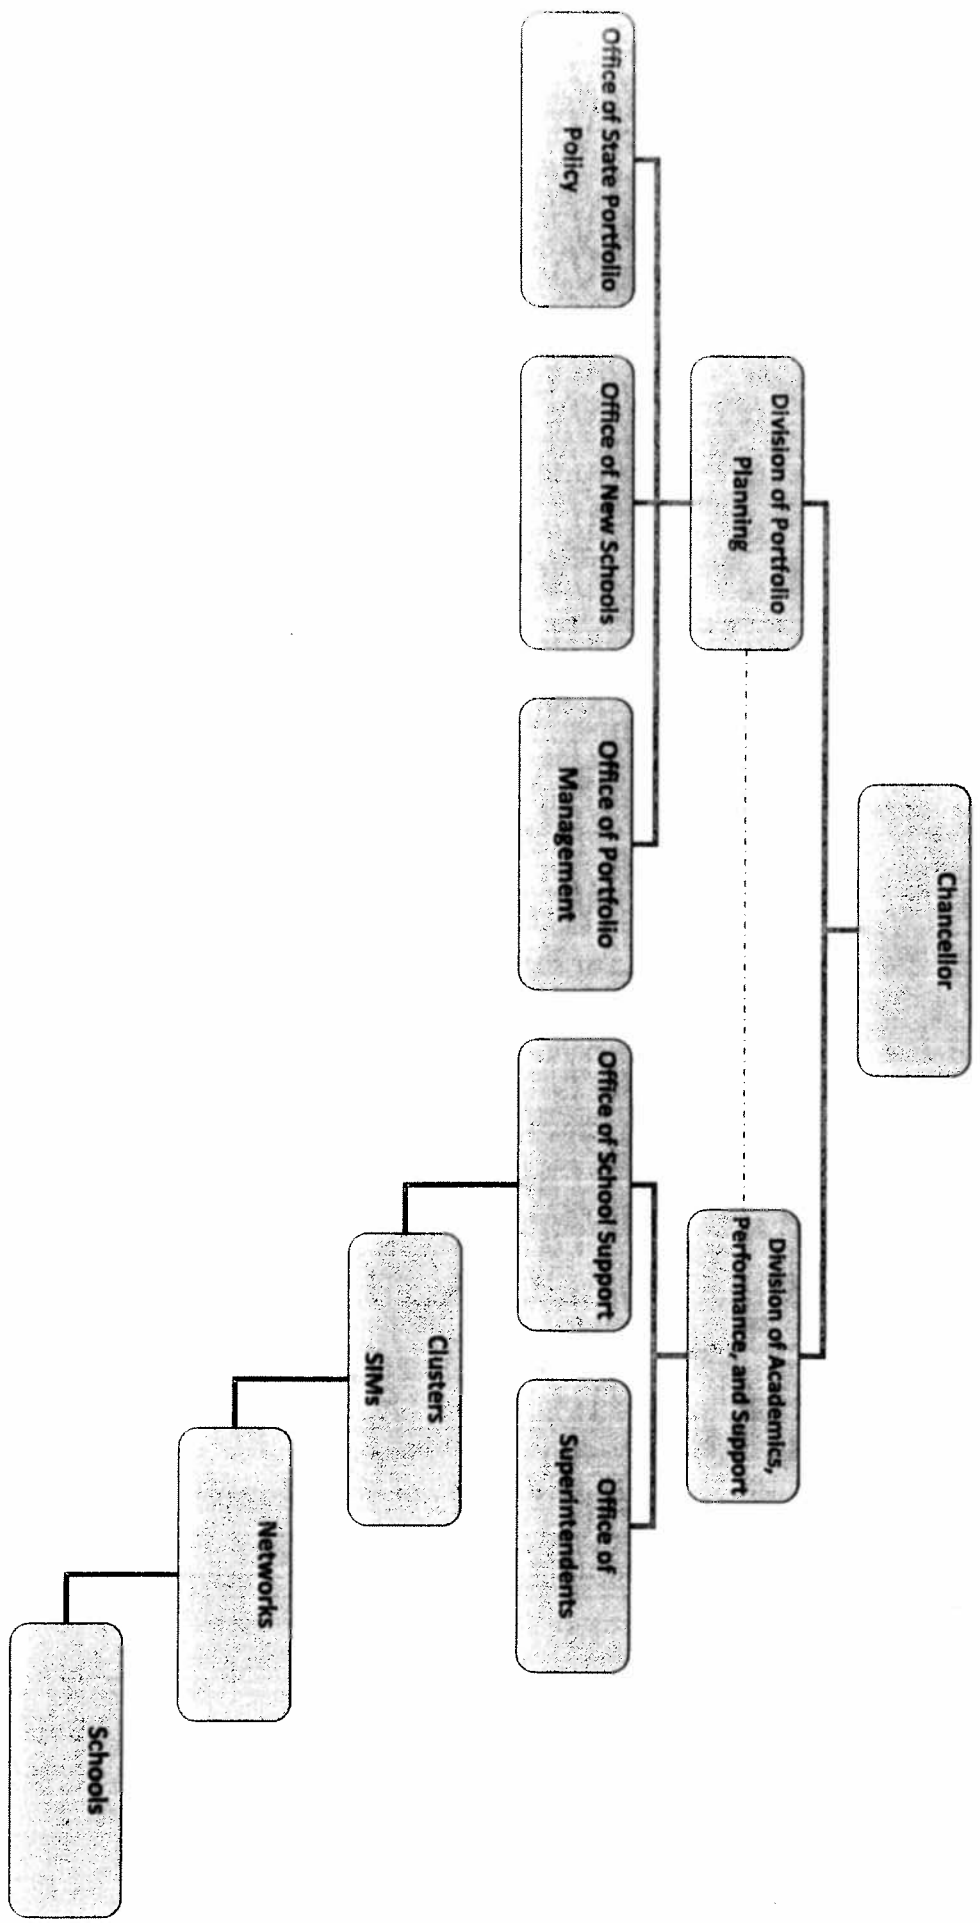 Chancellor
Division of Portfolio
Planning
Division of Academics,
Performance, and Support
Office of State Portfolio
Policy
Office of New Schools
Office of Portfolio
Management
Office of School Support
Office of
Superintendents
Clusters
SIMs
Networks
Schools